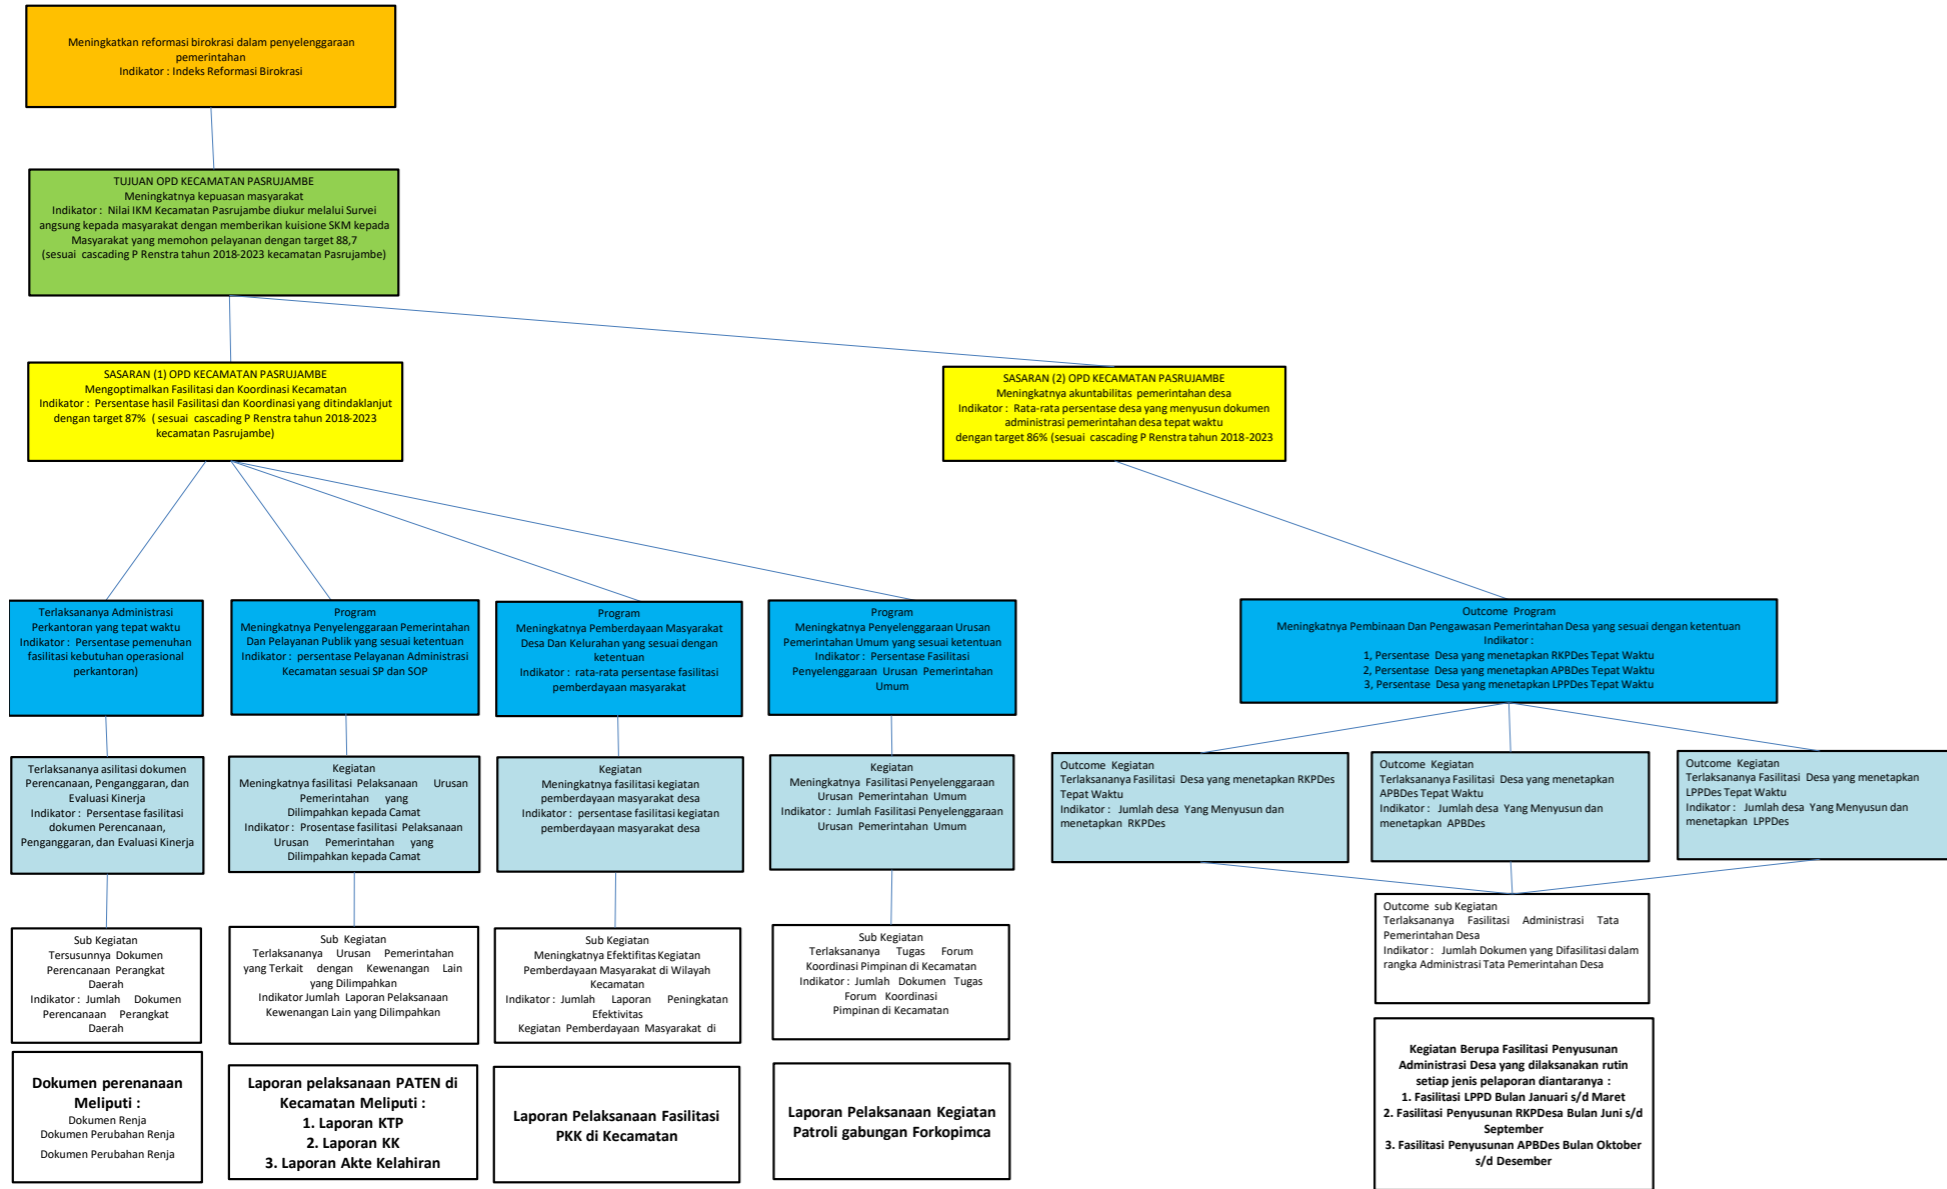 Meningkatkan reformasi birokrasi dalam penyelenggaraan
pemerintahan
Indikator : Indeks Reformasi Birokrasi
TUJUAN OPD KECAMATAN PASRUJAMBE
Meningkatnya kepuasan masyarakat
Indikator : Nilai IKM Kecamatan Pasrujambe diukur melalui Survei
angsung kepada masyarakat dengan memberikan kuisione SKM kepada
Masyarakat yang memohon pelayanan dengan target 88,7
(sesuai cascading P Renstra tahun 2018-2023 kecamatan Pasrujambe)
SASARAN (1) OPD KECAMATAN PASRUJAMBE
Mengoptimalkan Fasilitasi dan Koordinasi Kecamatan
Indikator : Persentase hasil Fasilitasi dan Koordinasi yang ditindaklanjut
dengan target 87% ( sesuai cascading P Renstra tahun 2018-2023
kecamatan Pasrujambe)
SASARAN (2) OPD KECAMATAN PASRUJAMBE
Meningkatnya akuntabilitas pemerintahan desa
Indikator : Rata-rata persentase desa yang menyusun dokumen
administrasi pemerintahan desa tepat waktu
dengan target 86% (sesuai cascading P Renstra tahun 2018-2023
Terlaksananya Administrasi
Perkantoran yang tepat waktu
Indikator : Persentase pemenuhan
fasilitasi kebutuhan operasional
perkantoran)
Program
Meningkatnya Penyelenggaraan Pemerintahan
Dan Pelayanan Publik yang sesuai ketentuan
Indikator : persentase Pelayanan Administrasi
Kecamatan sesuai SP dan SOP
Program
Meningkatnya Pemberdayaan Masyarakat
Desa Dan Kelurahan yang sesuai dengan
ketentuan
Indikator : rata-rata persentase fasilitasi
pemberdayaan masyarakat
Program
Meningkatnya Penyelenggaraan Urusan
Pemerintahan Umum yang sesuai ketentuan
Indikator : Persentase Fasilitasi
Penyelenggaraan Urusan Pemerintahan
Umum
Outcome Program
Meningkatnya Pembinaan Dan Pengawasan Pemerintahan Desa yang sesuai dengan ketentuan
Indikator :
1, Persentase Desa yang menetapkan RKPDes Tepat Waktu
2, Persentase Desa yang menetapkan APBDes Tepat Waktu
3, Persentase Desa yang menetapkan LPPDes Tepat Waktu
Terlaksananya asilitasi dokumen
Perencanaan, Penganggaran, dan
Evaluasi Kinerja
Indikator : Persentase fasilitasi
dokumen Perencanaan,
Penganggaran, dan Evaluasi Kinerja
Kegiatan
Meningkatnya fasilitasi Pelaksanaan Urusan
Pemerintahan yang
Dilimpahkan kepada Camat
Indikator : Prosentase fasilitasi Pelaksanaan
Urusan Pemerintahan yang
Dilimpahkan kepada Camat
Kegiatan
Meningkatnya fasilitasi kegiatan
pemberdayaan masyarakat desa
Indikator : persentase fasilitasi kegiatan
pemberdayaan masyarakat desa
Kegiatan
Meningkatnya Fasilitasi Penyelenggaraan
Urusan Pemerintahan Umum
Indikator : Jumlah Fasilitasi Penyelenggaraan
Urusan Pemerintahan Umum
Outcome Kegiatan
Terlaksananya Fasilitasi Desa yang menetapkan RKPDes
Tepat Waktu
Indikator : Jumlah desa Yang Menyusun dan
menetapkan RKPDes
Outcome Kegiatan
Terlaksananya Fasilitasi Desa yang menetapkan
APBDes Tepat Waktu
Indikator : Jumlah desa Yang Menyusun dan
menetapkan APBDes
Outcome Kegiatan
Terlaksananya Fasilitasi Desa yang menetapkan
LPPDes Tepat Waktu
Indikator : Jumlah desa Yang Menyusun dan
menetapkan LPPDes
Sub Kegiatan
Tersusunnya Dokumen
Perencanaan Perangkat
Daerah
Indikator : Jumlah Dokumen
Perencanaan Perangkat
Daerah
Sub Kegiatan
Terlaksananya Urusan Pemerintahan
yang Terkait dengan Kewenangan Lain
yang Dilimpahkan
Indikator Jumlah Laporan Pelaksanaan
Kewenangan Lain yang Dilimpahkan
Sub Kegiatan
Meningkatnya Efektifitas Kegiatan
Pemberdayaan Masyarakat di Wilayah
Kecamatan
Indikator : Jumlah Laporan Peningkatan
Efektivitas
Kegiatan Pemberdayaan Masyarakat di
Sub Kegiatan
Terlaksananya Tugas Forum
Koordinasi Pimpinan di Kecamatan
Indikator : Jumlah Dokumen Tugas
Forum Koordinasi
Pimpinan di Kecamatan
Outcome sub Kegiatan
Terlaksananya Fasilitasi Administrasi Tata
Pemerintahan Desa
Indikator : Jumlah Dokumen yang Difasilitasi dalam
rangka Administrasi Tata Pemerintahan Desa
Dokumen perenanaan
Meliputi :
Dokumen Renja
Dokumen Perubahan Renja
Dokumen Perubahan Renja
Laporan pelaksanaan PATEN di
Kecamatan Meliputi :
1. Laporan KTP
2. Laporan KK
3. Laporan Akte Kelahiran
Laporan Pelaksanaan Fasilitasi
PKK di Kecamatan
Laporan Pelaksanaan Kegiatan
Patroli gabungan Forkopimca
Kegiatan Berupa Fasilitasi Penyusunan
Administrasi Desa yang dilaksanakan rutin
setiap jenis pelaporan diantaranya :
1. Fasilitasi LPPD Bulan Januari s/d Maret
2. Fasilitasi Penyusunan RKPDesa Bulan Juni s/d
September
3. Fasilitasi Penyusunan APBDes Bulan Oktober
s/d Desember